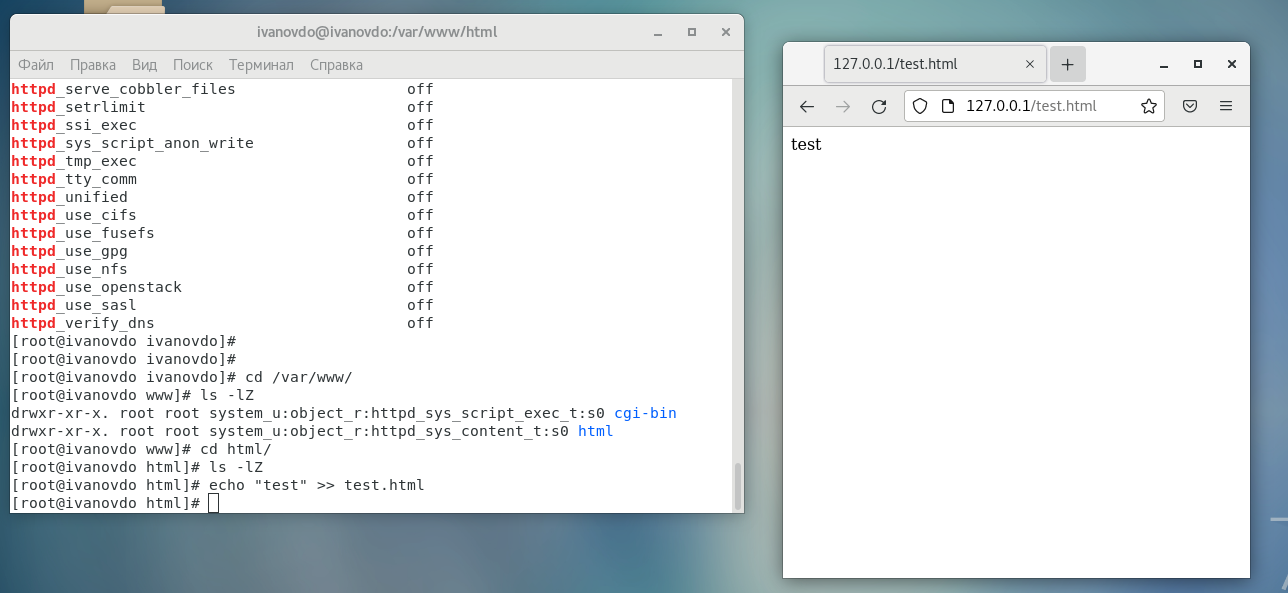 ivanovdo@ivanovdo:/var/www/html
Файл Правка Вид Поиск Терминал Справка
httpd_serve_cobbler_files off
httpd_setrlimit off
httpd_ssi_exec off
httpd_sys_script_anon_write off
httpd_tmp_exec off
httpd_tty_comm off
httpd_unified off
httpd_use_cifs off
httpd_use_fusefs off
httpd_use_gpg off
httpd_use_nfs off
httpd_use_openstack off
httpd_use_sasl off
httpd_verify_dns off
[root@ivanovdo ivanovdo]#
[root@ivanovdo ivanovdo]#
[root@ivanovdo ivanovdo]# cd /var/www/
[root@ivanovdo www]# ls -lZ
drwxr-xr-x. root root system_u:object_r:httpd_sys_script_exec_t:s0 cgi-bin
drwxr-xr-x. root root system_u:object_r:httpd_sys_content_t:s0 html
[root@ivanovdo www]# cd html/
[root@ivanovdo html]# ls -lZ
[root@ivanovdo html]# echo "test" >> test.html
[root@ivanovdo html]#
127.0.0.1/test.html
127.0.0.1/test.html
test